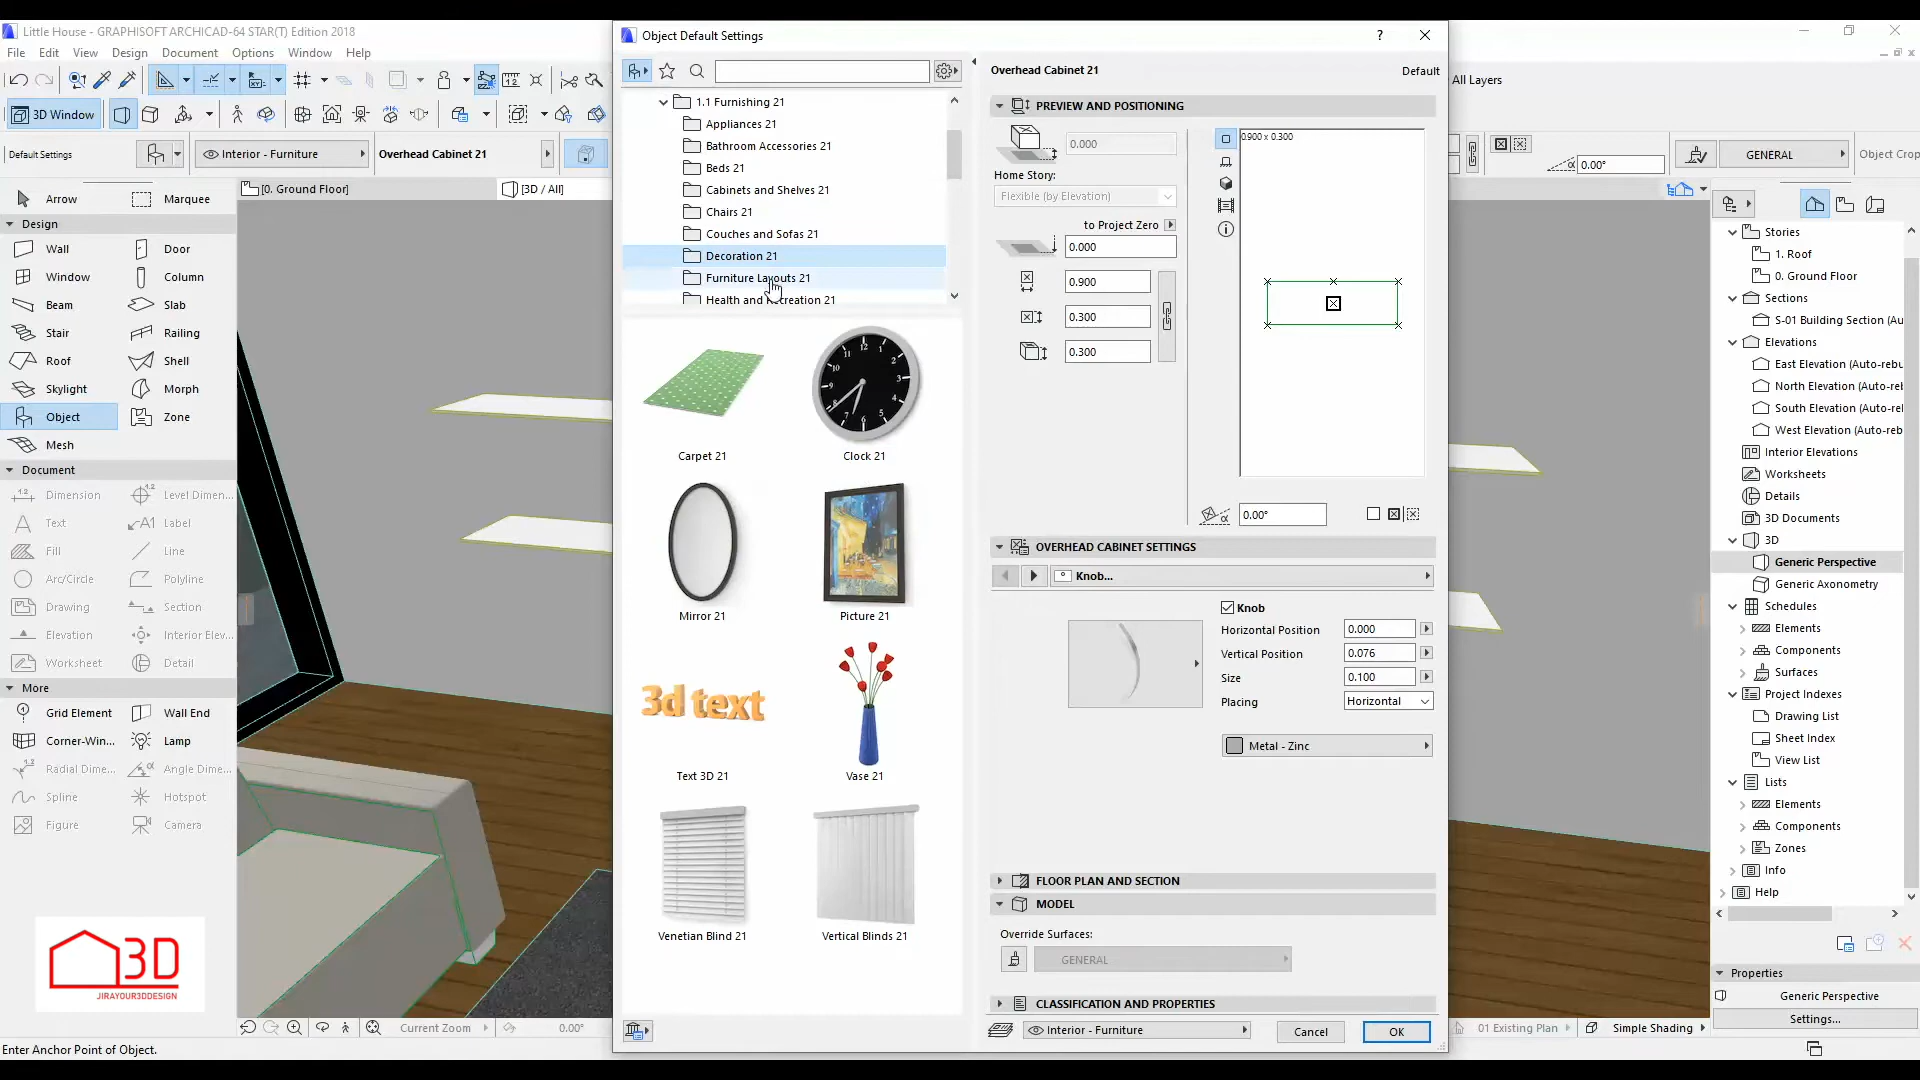 Little House - GRAPHISOFT ARCHICAD-64 STAR(T) Edition 2018
File Edit View Design Document Options Window Help
3D Window
Default Settings
Interior - Furniture
Overhead Cabinet 21
[0. Ground Floor]
[3D / All]
Arrow Marquee
Design
Wall Door
Window Column
Beam Slab
Stair Railing
Roof Shell
Skylight Morph
Object Zone
Mesh
Document
Dimension Level Dimen...
Text Label
Fill Line
Arc/Circle Polyline
Drawing Section
Elevation Interior Elev...
Worksheet Detail
More
Grid Element Wall End
Corner-Win... Lamp
Radial Dime... Angle Dime...
Spline Hotspot
Figure Camera
3D
JIRAYOUR3DDESIGN
Current Zoom 0.00°
Enter Anchor Point of Object.
Object Default Settings
1.1 Furnishing 21
Appliances 21
Bathroom Accessories 21
Beds 21
Cabinets and Shelves 21
Chairs 21
Couches and Sofas 21
Decoration 21
Furniture Layouts 21
Health and Recreation 21
Carpet 21 Clock 21
Mirror 21 Picture 21
3d text
Text 3D 21 Vase 21
Venetian Blind 21 Vertical Blinds 21
Overhead Cabinet 21 Default
PREVIEW AND POSITIONING
0.000
Home Story:
Flexible (by Elevation)
to Project Zero
0.000
0.900
0.300
0.300
0.900 x 0.300
0.00°
OVERHEAD CABINET SETTINGS
Knob...
Knob
Horizontal Position 0.000
Vertical Position 0.076
Size 0.100
Placing Horizontal
Metal - Zinc
FLOOR PLAN AND SECTION
MODEL
Override Surfaces:
GENERAL
CLASSIFICATION AND PROPERTIES
Interior - Furniture
Cancel OK
All Layers
0.00°
GENERAL
Object Crop
Stories
1. Roof
0. Ground Floor
Sections
S-01 Building Section (Au
Elevations
East Elevation (Auto-reb
North Elevation (Auto-re
South Elevation (Auto-re
West Elevation (Auto-reb
Interior Elevations
Worksheets
Details
3D Documents
3D
Generic Perspective
Generic Axonometry
Schedules
Elements
Components
Surfaces
Project Indexes
Drawing List
Sheet Index
View List
Lists
Elements
Components
Zones
Info
Help
Properties
Generic Perspective
Settings...
01 Existing Plan Simple Shading